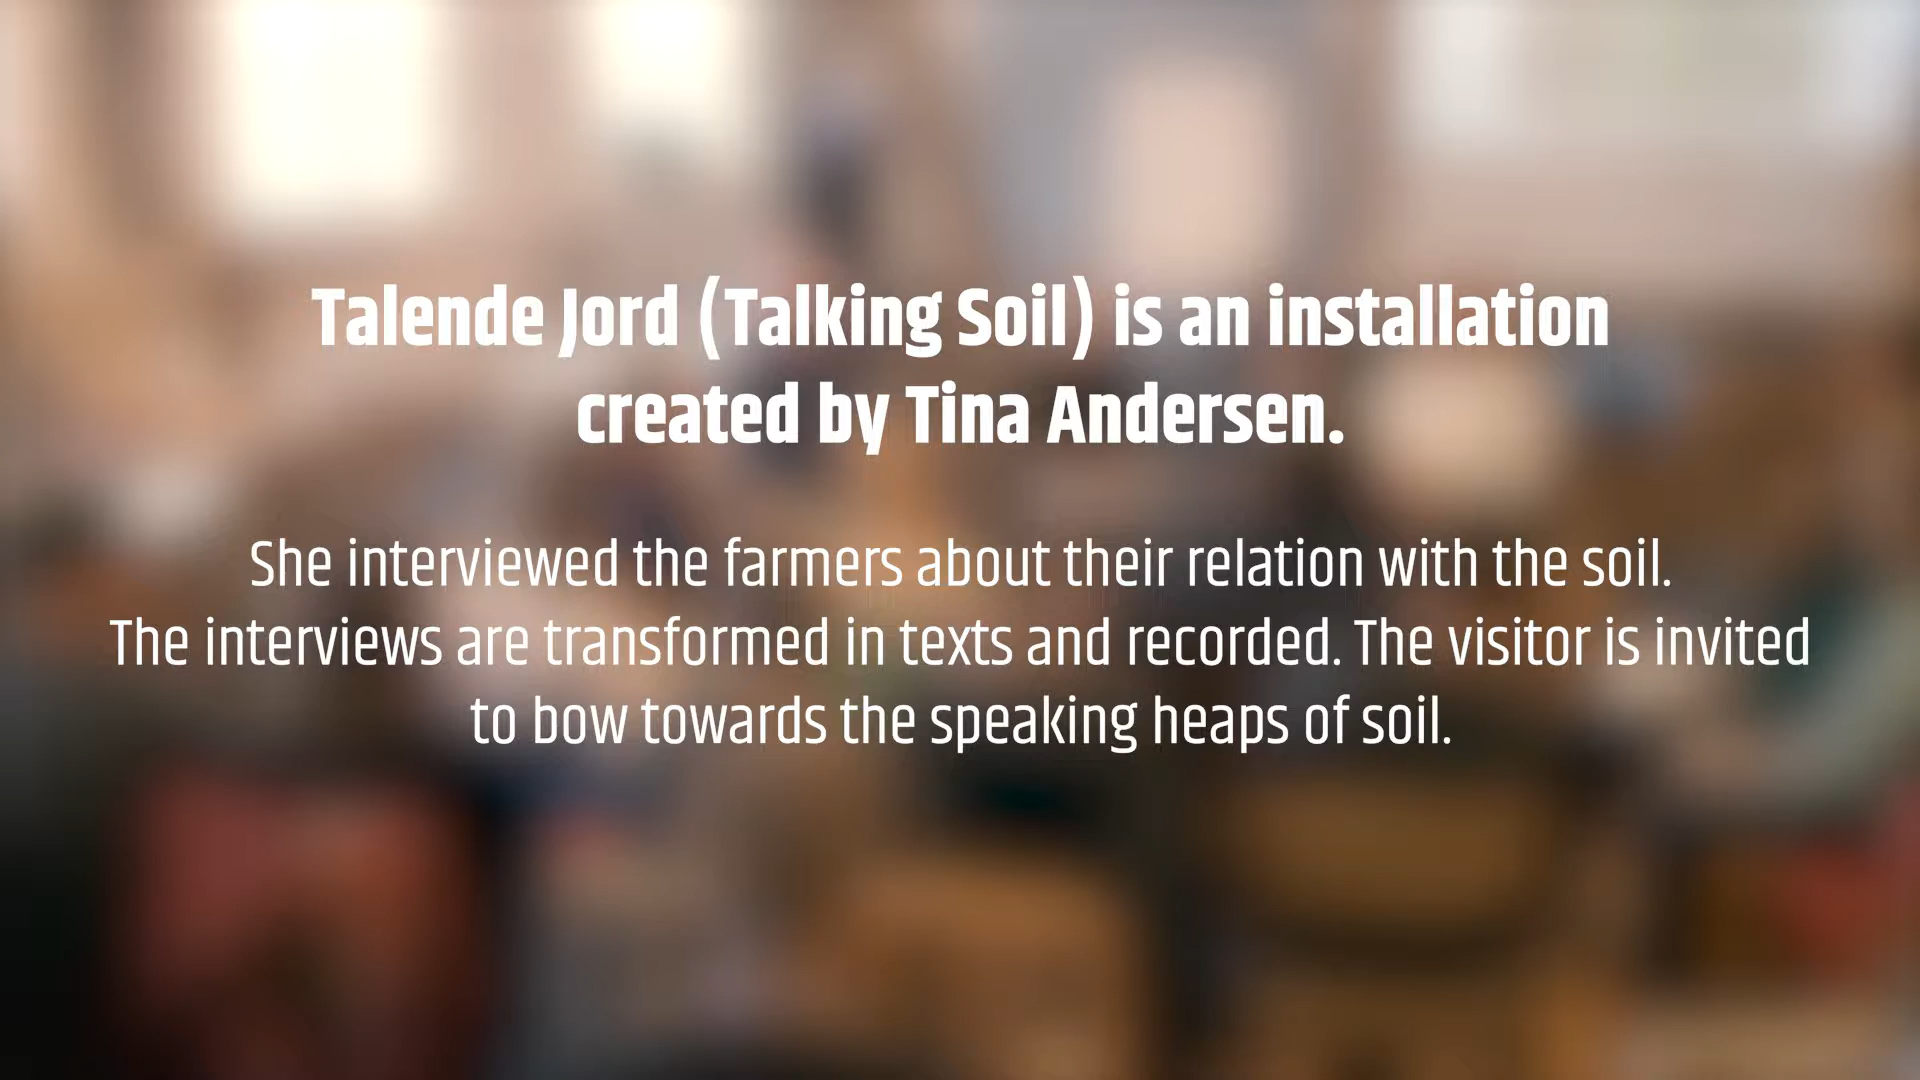 Talende Jord (Talking Soil) is an installation
created by Tina Andersen.
She interviewed the farmers about their relation with the soil.
The interviews are transformed in texts and recorded. The visitor is invited
to bow towards the speaking heaps of soil.